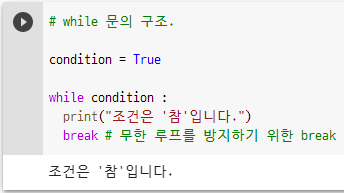 # while 문의 구조.
condition = True
while condition :
print("조건은 '참'입니다.")
break # 무한 루프를 방지하기 위한 break
조건은 '참'입니다.